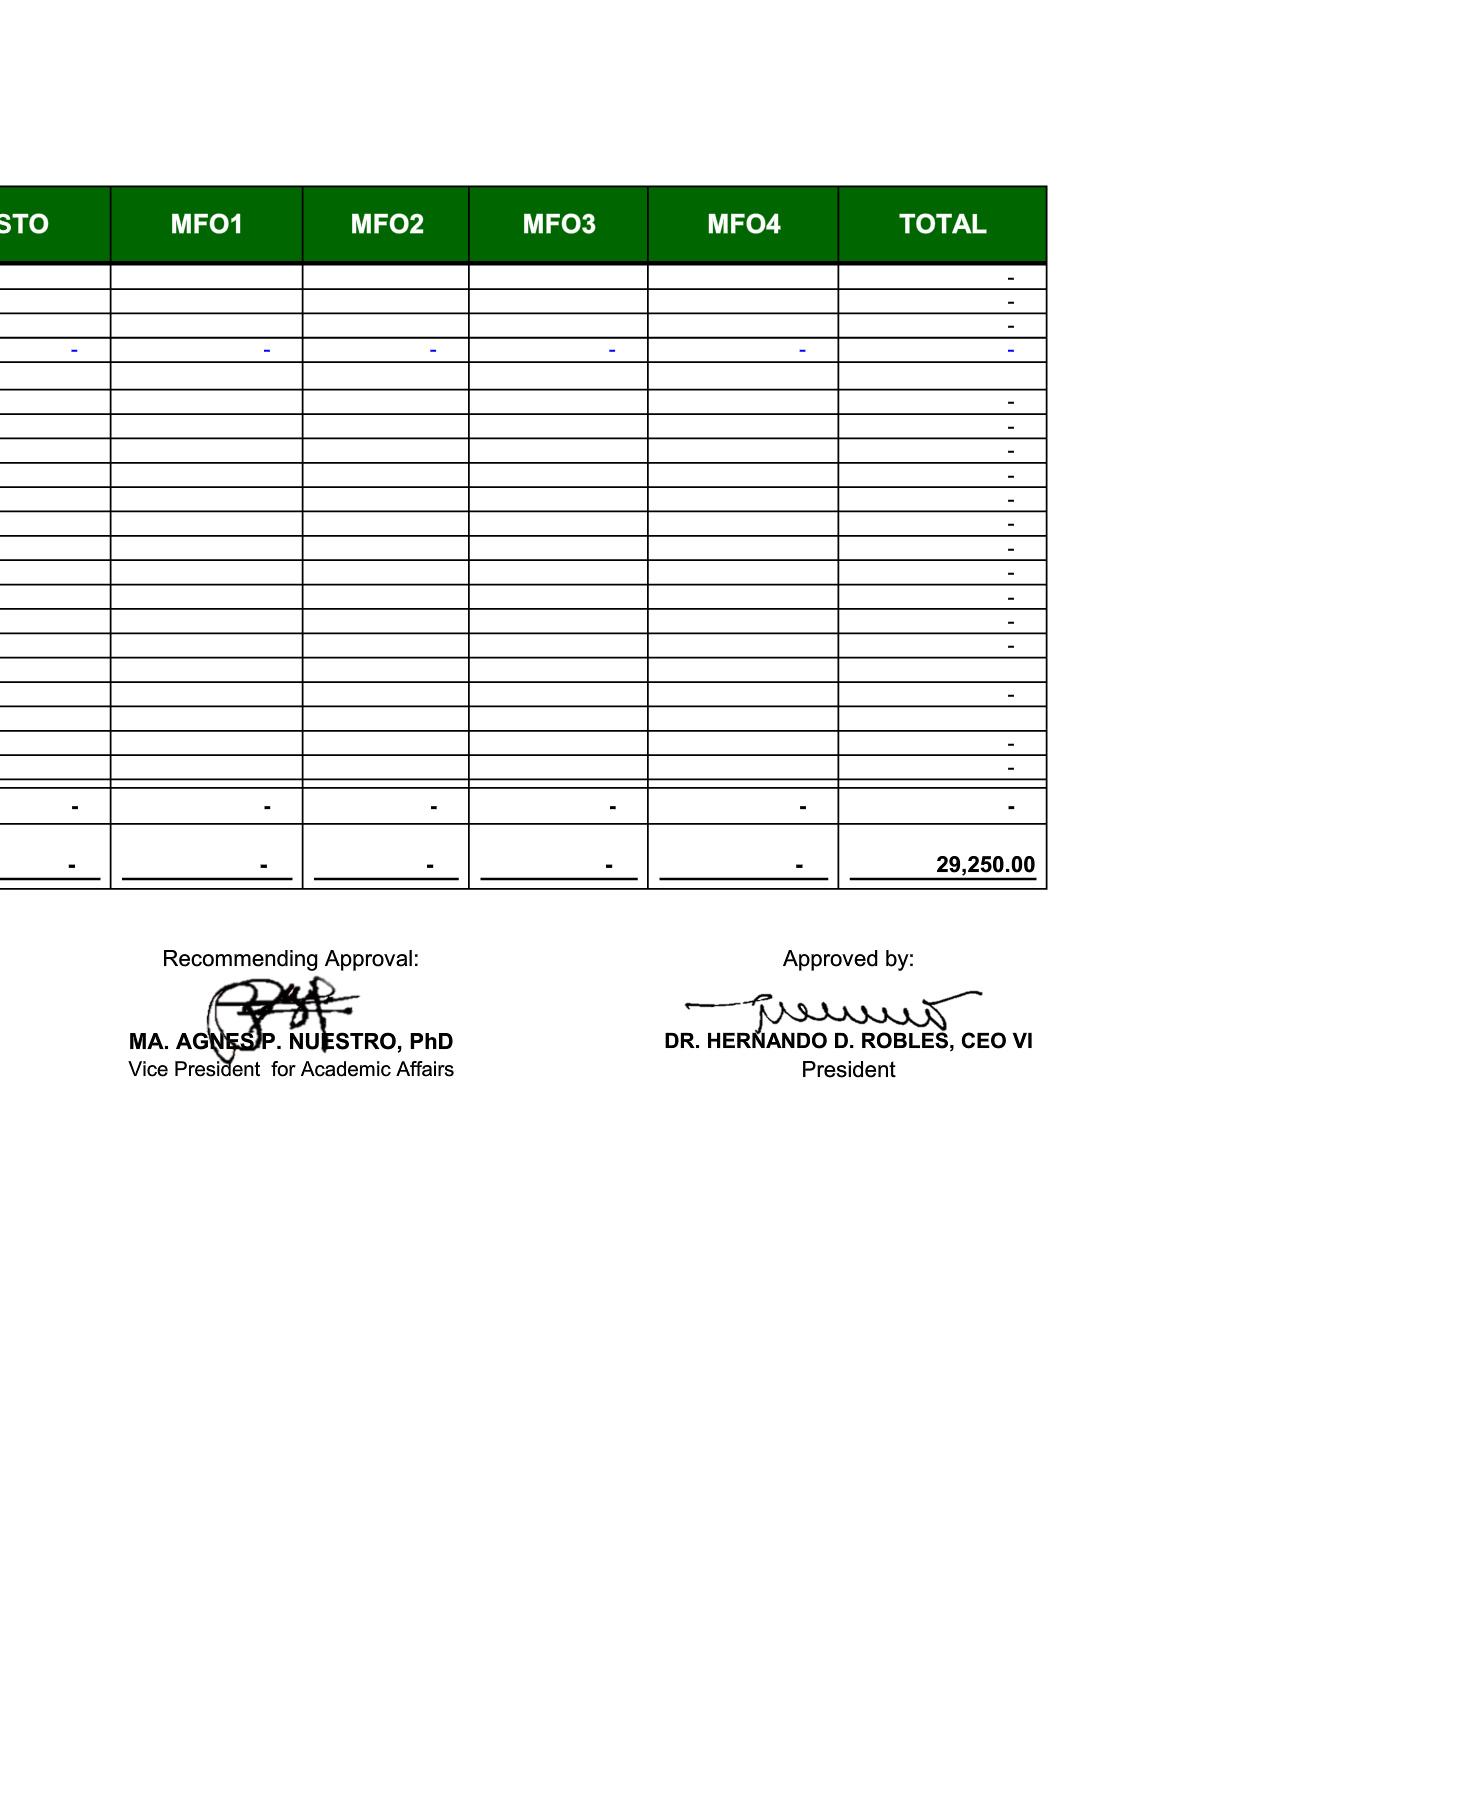 STO MFO1 MFO2 MFO3 MFO4 TOTAL
-
-
-
- - - - - -
-
-
-
-
-
-
-
-
-
-
-
-
-
-
- - - - - -
- - - - - 29,250.00
Recommending Approval: Approved by:
MA. AGNES P. NUESTRO, PhD DR. HERNANDO D. ROBLES, CEO VI
Vice President for Academic Affairs President